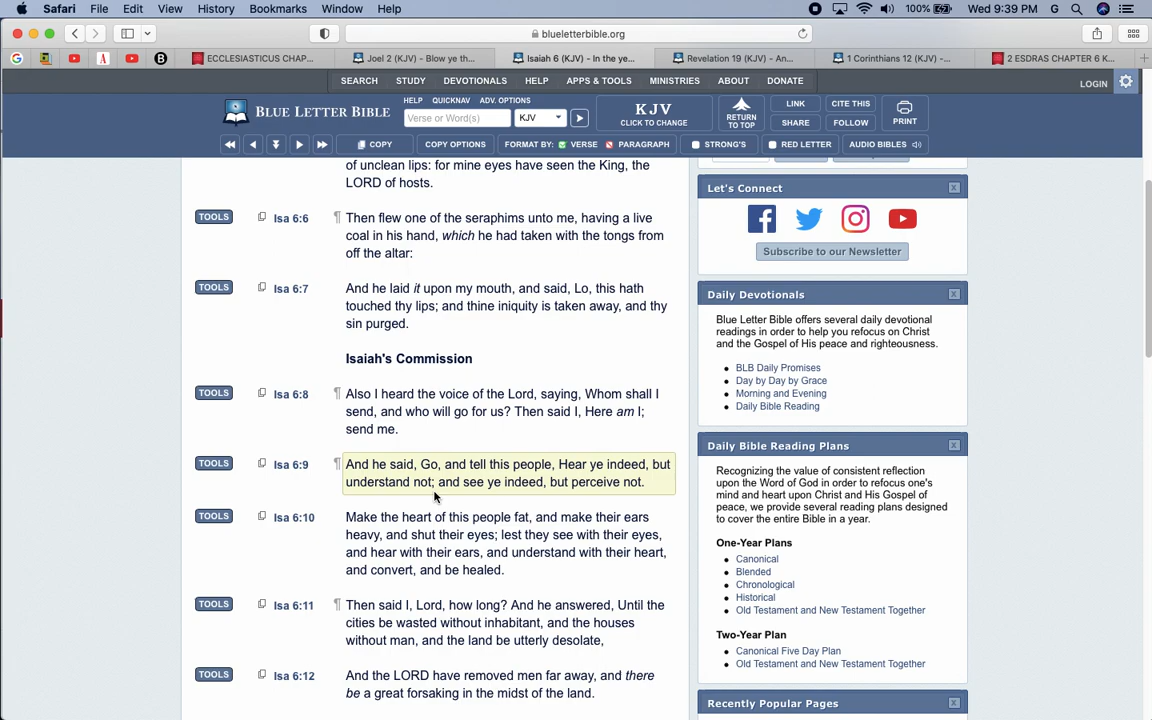 Safari File Edit View History Bookmarks Window Help 100% Wed 9:39 PM G
blueletterbible.org
ECCLESIASTICUS CHAP... Joel 2 (KJV) - Blow ye th... Isaiah 6 (KJV) - In the ye... Revelation 19 (KJV) - An... 1 Corinthians 12 (KJV) -... 2 ESDRAS CHAPTER 6 K...
SEARCH STUDY DEVOTIONALS HELP APPS & TOOLS MINISTRIES ABOUT DONATE LOGIN
BLUE LETTER BIBLE
HELP QUICKNAV ADV. OPTIONS
Verse or Word(s) KJV
KJV
CLICK TO CHANGE
RETURN
TO TOP
LINK CITE THIS
SHARE FOLLOW
PRINT
COPY COPY OPTIONS FORMAT BY: VERSE PARAGRAPH STRONG'S RED LETTER AUDIO BIBLES
of unclean lips: for mine eyes have seen the King, the
LORD of hosts.
TOOLS Isa 6:6 ¶ Then flew one of the seraphims unto me, having a live
coal in his hand, which he had taken with the tongs from
off the altar:
TOOLS Isa 6:7 And he laid it upon my mouth, and said, Lo, this hath
touched thy lips; and thine iniquity is taken away, and thy
sin purged.
Isaiah's Commission
TOOLS Isa 6:8 ¶ Also I heard the voice of the Lord, saying, Whom shall I
send, and who will go for us? Then said I, Here am I;
send me.
TOOLS Isa 6:9 ¶ And he said, Go, and tell this people, Hear ye indeed, but
understand not; and see ye indeed, but perceive not.
TOOLS Isa 6:10 Make the heart of this people fat, and make their ears
heavy, and shut their eyes; lest they see with their eyes,
and hear with their ears, and understand with their heart,
and convert, and be healed.
TOOLS Isa 6:11 ¶ Then said I, Lord, how long? And he answered, Until the
cities be wasted without inhabitant, and the houses
without man, and the land be utterly desolate,
TOOLS Isa 6:12 And the LORD have removed men far away, and there
be a great forsaking in the midst of the land.
Let's Connect
Subscribe to our Newsletter
Daily Devotionals
Blue Letter Bible offers several daily devotional
readings in order to help you refocus on Christ
and the Gospel of His peace and righteousness.
BLB Daily Promises
Day by Day by Grace
Morning and Evening
Daily Bible Reading
Daily Bible Reading Plans
Recognizing the value of consistent reflection
upon the Word of God in order to refocus one's
mind and heart upon Christ and His Gospel of
peace, we provide several reading plans designed
to cover the entire Bible in a year.
One-Year Plans
Canonical
Blended
Chronological
Historical
Old Testament and New Testament Together
Two-Year Plan
Canonical Five Day Plan
Old Testament and New Testament Together
Recently Popular Pages